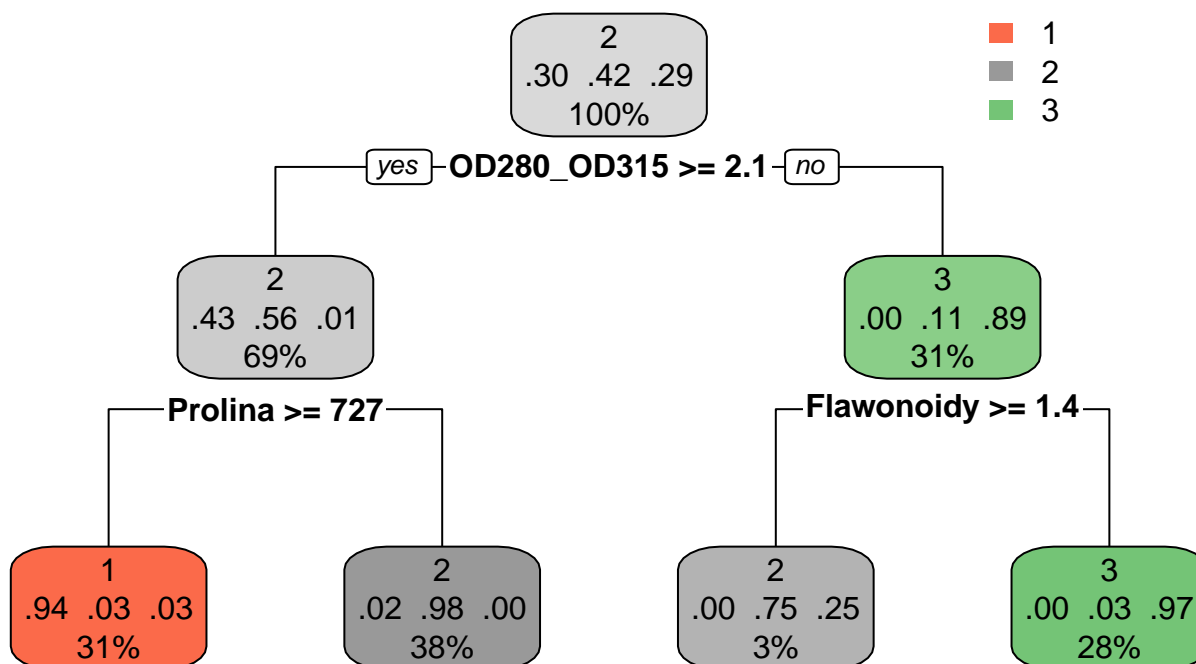 2
.30 .42 .29
100%
1
2
3
yes OD280_OD315 >= 2.1 no
2
.43 .56 .01
69%
3
.00 .11 .89
31%
Prolina >= 727
Flawonoidy >= 1.4
1
.94 .03 .03
31%
2
.02 .98 .00
38%
2
.00 .75 .25
3%
3
.00 .03 .97
28%